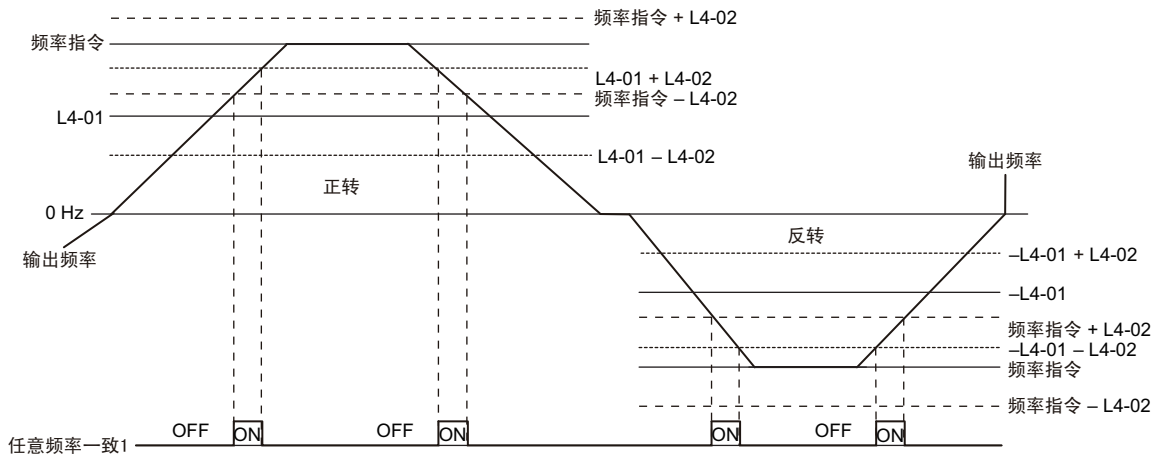 频率指令 + L4-02
频率指令
L4-01 + L4-02
频率指令 – L4-02
L4-01
L4-01 – L4-02
正转
0 Hz
输出频率
输出频率
反转
–L4-01 + L4-02
–L4-01
频率指令 + L4-02
–L4-01 – L4-02
频率指令
频率指令 – L4-02
任意频率一致1
OFF
ON
OFF
ON
ON
OFF
ON